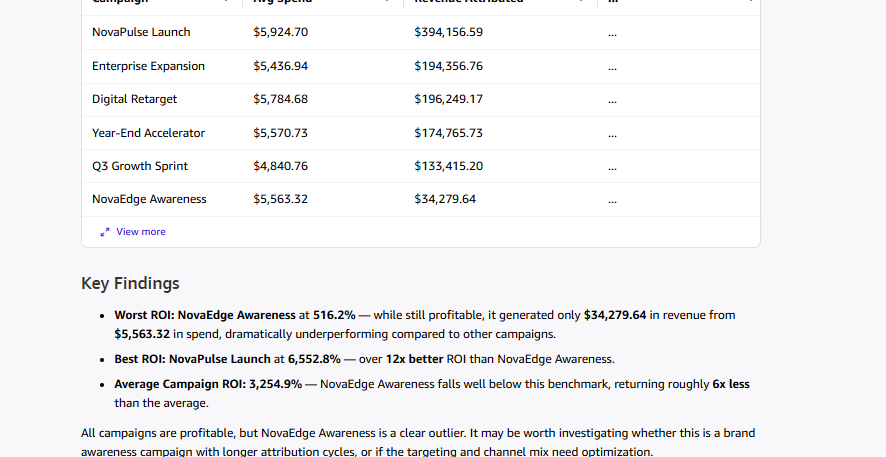 Campaign Avg Spend Revenue Attributed ...
NovaPulse Launch $5,924.70 $394,156.59 ...
Enterprise Expansion $5,436.94 $194,356.76 ...
Digital Retarget $5,784.68 $196,249.17 ...
Year-End Accelerator $5,570.73 $174,765.73 ...
Q3 Growth Sprint $4,840.76 $133,415.20 ...
NovaEdge Awareness $5,563.32 $34,279.64 ...
View more
Key Findings
• Worst ROI: NovaEdge Awareness at 516.2% — while still profitable, it generated only $34,279.64 in revenue from
$5,563.32 in spend, dramatically underperforming compared to other campaigns.
• Best ROI: NovaPulse Launch at 6,552.8% — over 12x better ROI than NovaEdge Awareness.
• Average Campaign ROI: 3,254.9% — NovaEdge Awareness falls well below this benchmark, returning roughly 6x less
than the average.
All campaigns are profitable, but NovaEdge Awareness is a clear outlier. It may be worth investigating whether this is a brand
awareness campaign with longer attribution cycles, or if the targeting and channel mix need optimization.